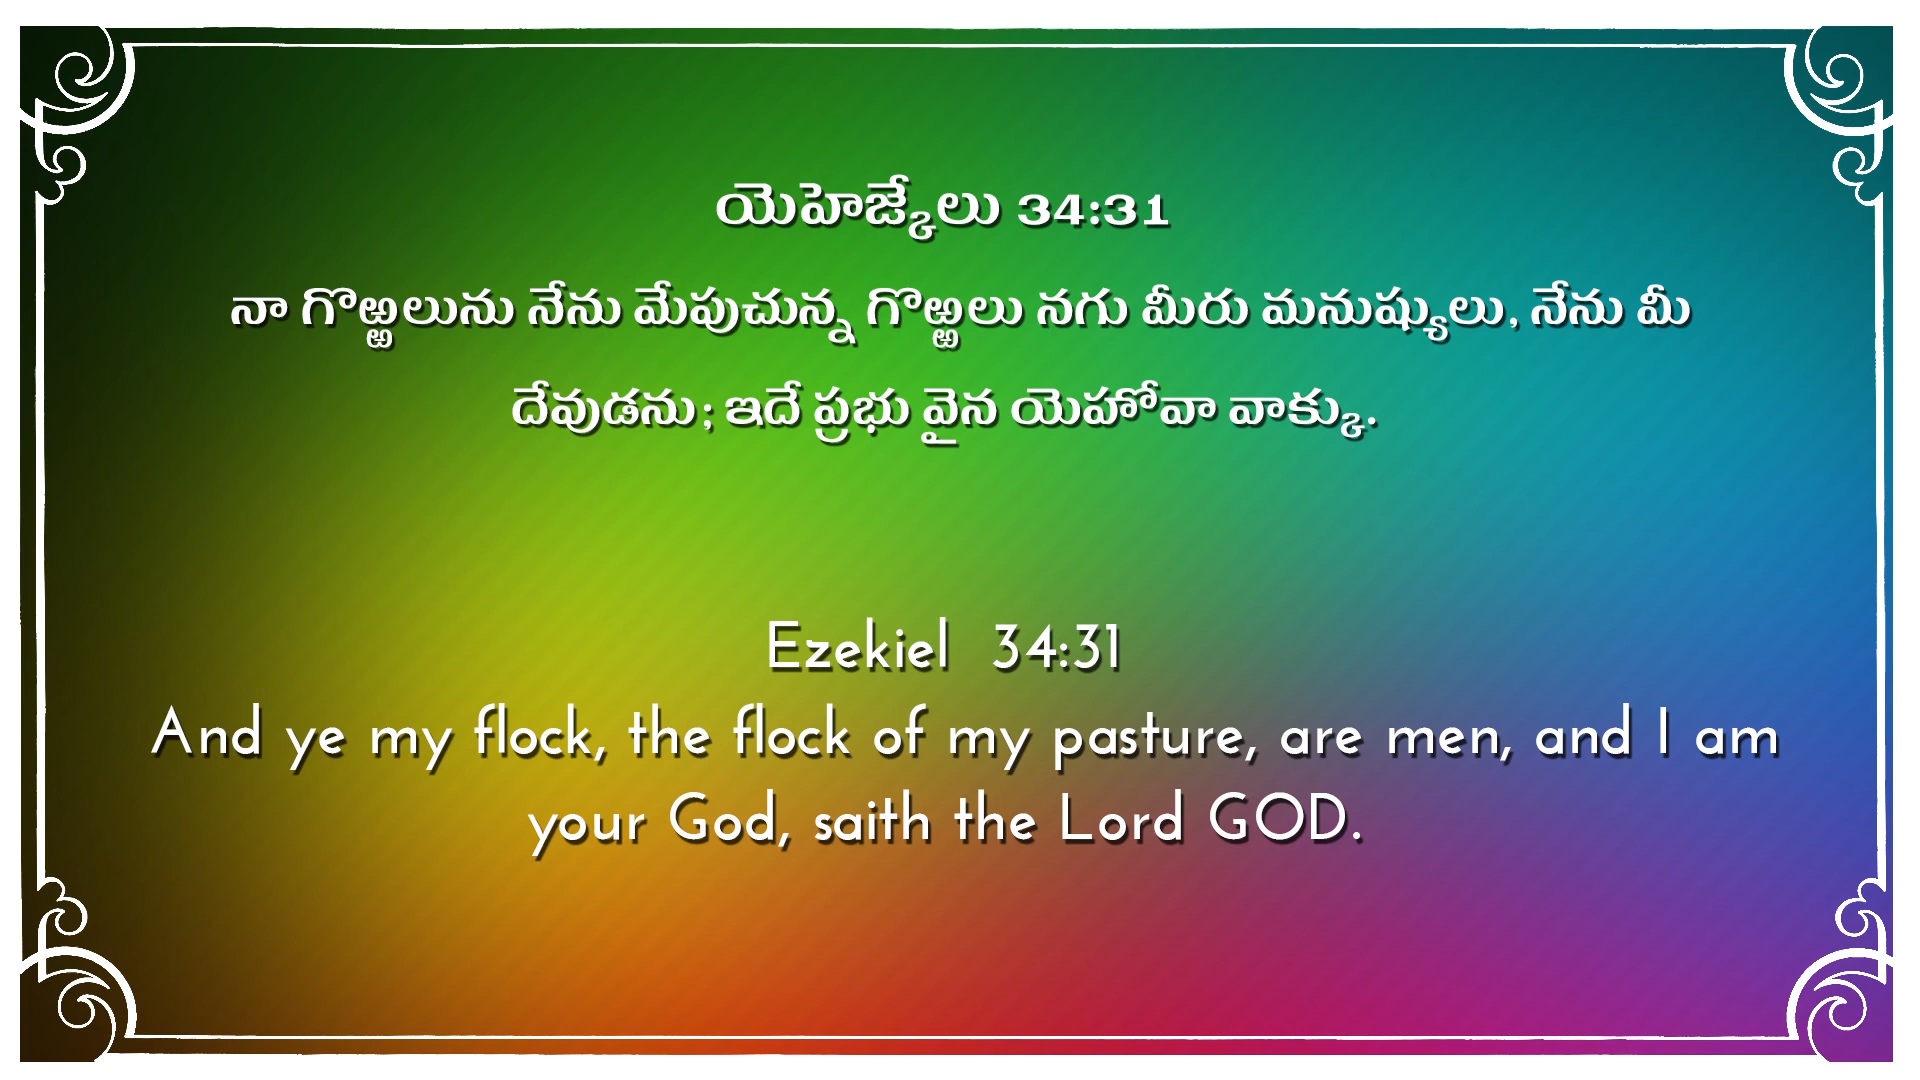 యెహెజ్కేలు 34:31
నా గొఱ్ఱలును నేను మేపుచున్న గొఱ్ఱలు నగు మీరు మనుష్యులు, నేను మీ
దేవుడను; ఇదే ప్రభు వైన యెహోవా వాక్కు.
Ezekiel 34:31
And ye my flock, the flock of my pasture, are men, and I am
your God, saith the Lord GOD.